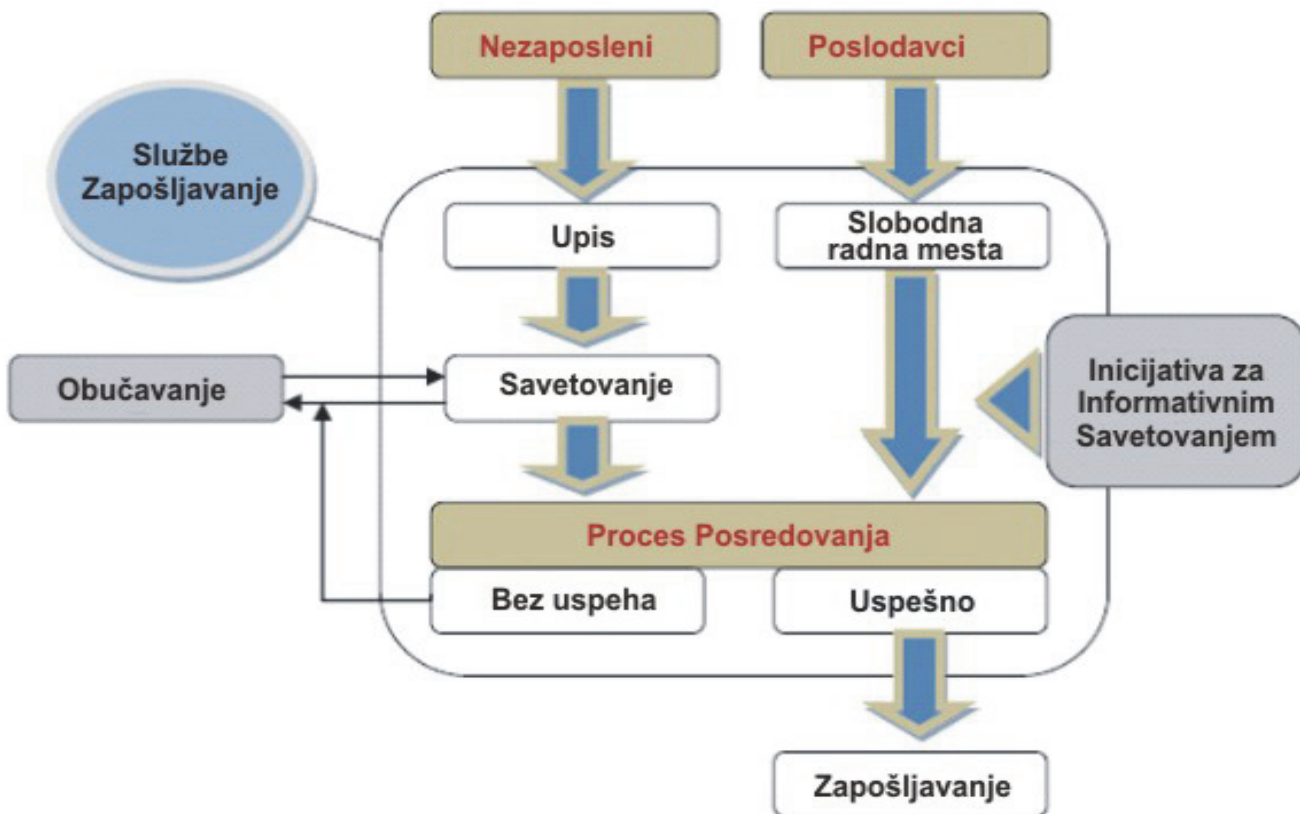 Nezaposleni
Poslodavci
Službe
Zapošljavanje
Upis
Slobodna
radna mesta
Obučavanje
Savetovanje
Inicijativa za
Informativnim
Savetovanjem
Proces Posredovanja
Bez uspeha
Uspešno
Zapošljavanje